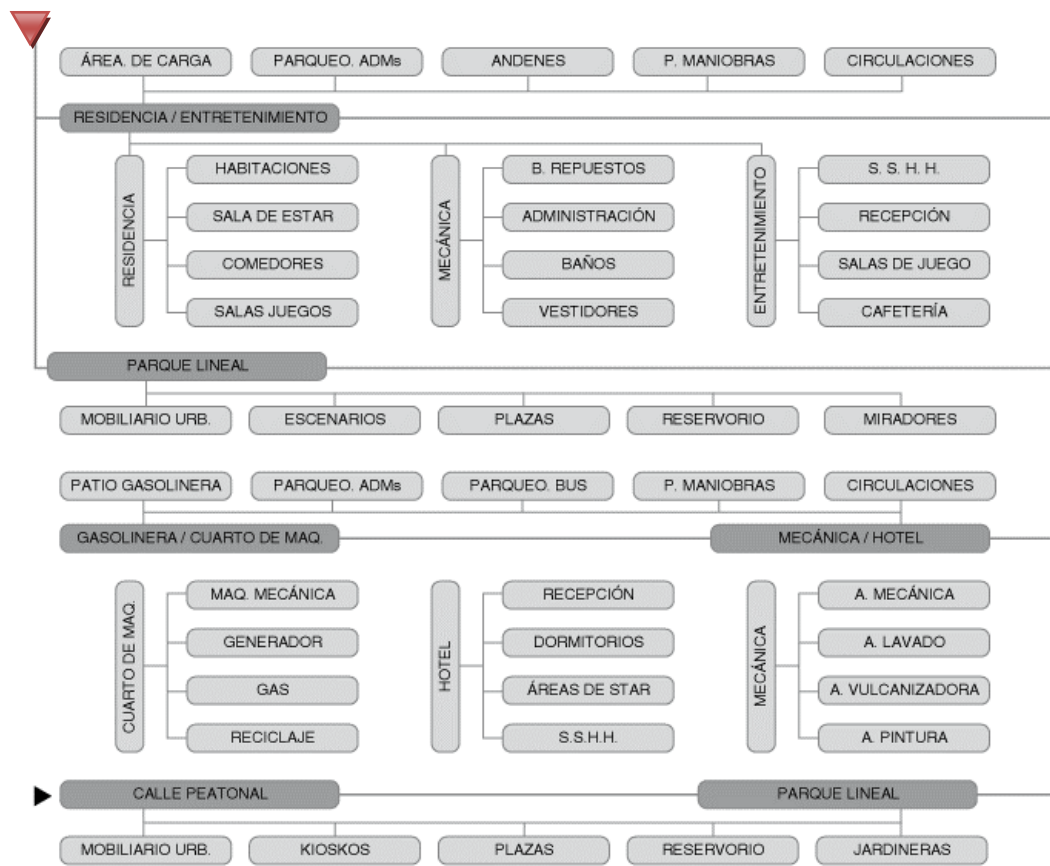 ÁREA. DE CARGA
PARQUEO. ADMs
ANDENES
P. MANIOBRAS
CIRCULACIONES
RESIDENCIA / ENTRETENIMIENTO
RESIDENCIA
HABITACIONES
SALA DE ESTAR
COMEDORES
SALAS JUEGOS
MECÁNICA
B. REPUESTOS
ADMINISTRACIÓN
BAÑOS
VESTIDORES
ENTRETENIMIENTO
S. S. H. H.
RECEPCIÓN
SALAS DE JUEGO
CAFETERÍA
PARQUE LINEAL
MOBILIARIO URB.
ESCENARIOS
PLAZAS
RESERVORIO
MIRADORES
PATIO GASOLINERA
PARQUEO. ADMs
PARQUEO. BUS
P. MANIOBRAS
CIRCULACIONES
GASOLINERA / CUARTO DE MAQ.
MECÁNICA / HOTEL
CUARTO DE MAQ.
MAQ. MECÁNICA
GENERADOR
GAS
RECICLAJE
HOTEL
RECEPCIÓN
DORMITORIOS
ÁREAS DE STAR
S.S.H.H.
MECÁNICA
A. MECÁNICA
A. LAVADO
A. VULCANIZADORA
A. PINTURA
CALLE PEATONAL
PARQUE LINEAL
MOBILIARIO URB.
KIOSKOS
PLAZAS
RESERVORIO
JARDINERAS